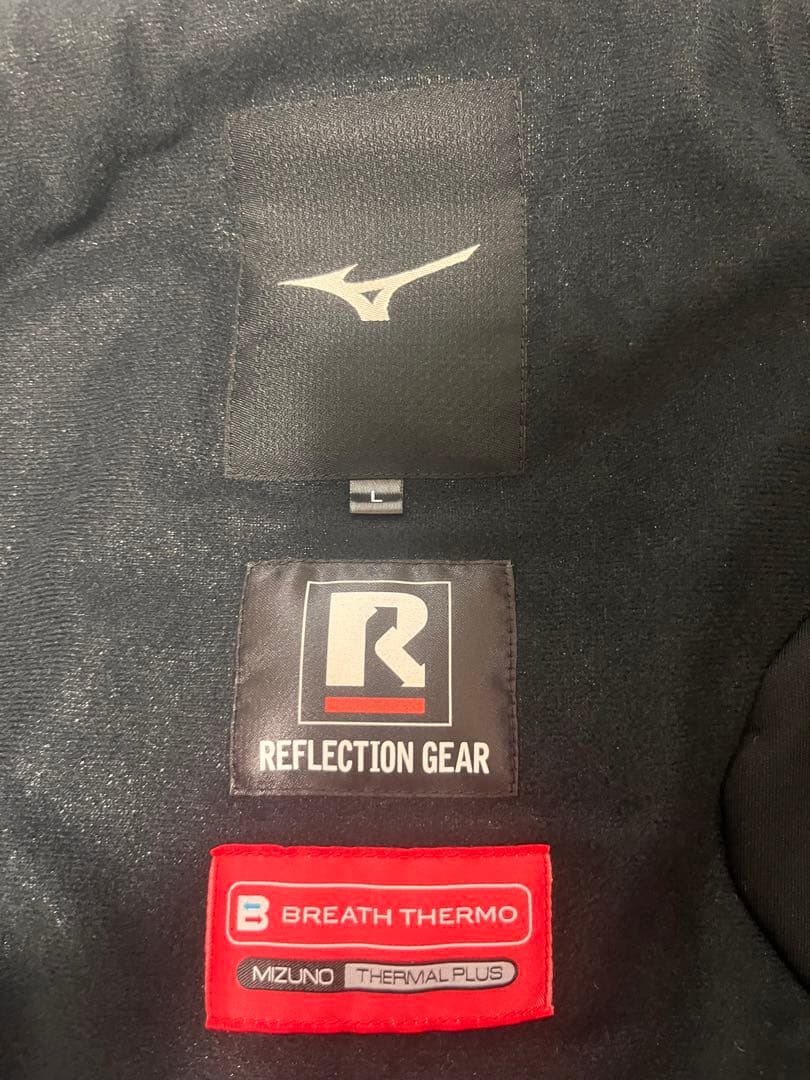 L
R
REFLECTION GEAR
B BREATH THERMO
MIZUNO THERMAL PLUS